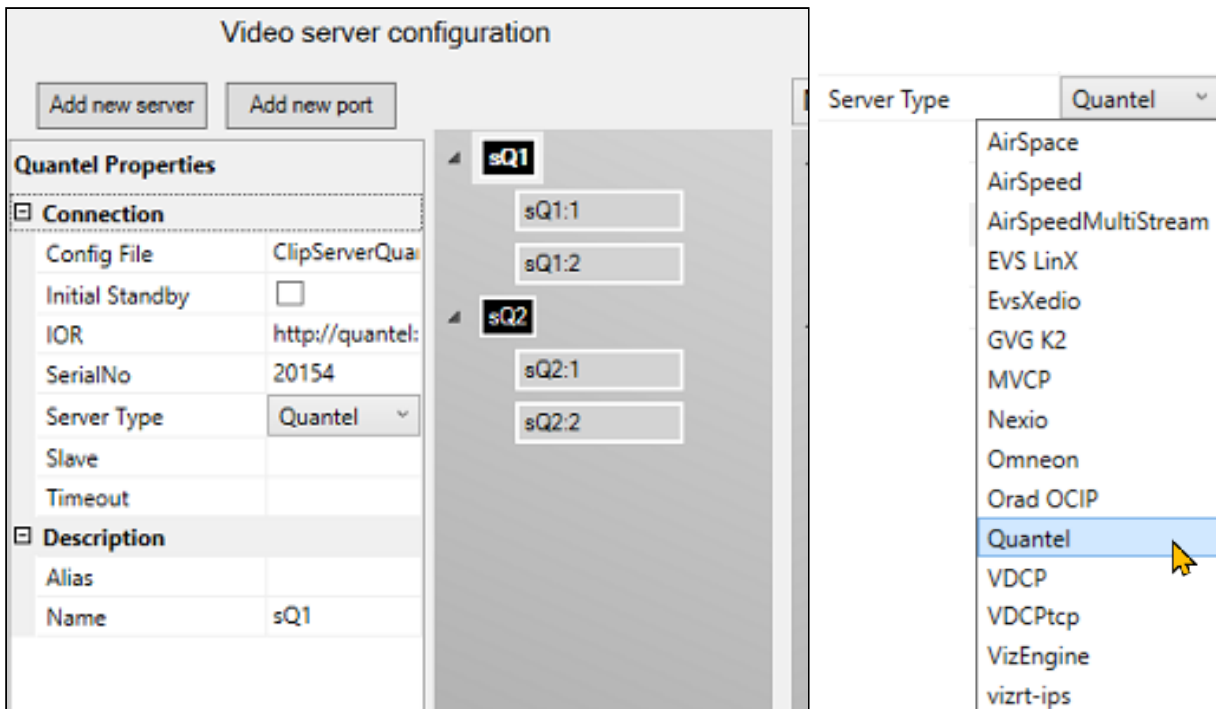 Video server configuration
Add new server
Add new port
Quantel Properties
Connection
Config File
Initial Standby
IOR
http://quantel:
SerialNo
20154
Server Type
Quantel
Slave
Timeout
Description
Alias
Name
sQ1
sQ1
sQ1:1
sQ1:2
sQ2
sQ2:1
sQ2:2
Server Type
Quantel
AirSpace
AirSpeed
AirSpeedMultiStream
EVS LinX
EvsXedio
GVG K2
MVCP
Nexio
Omneon
Orad OCIP
Quantel
VDCP
VDCPtcp
VizEngine
vizrt-ips